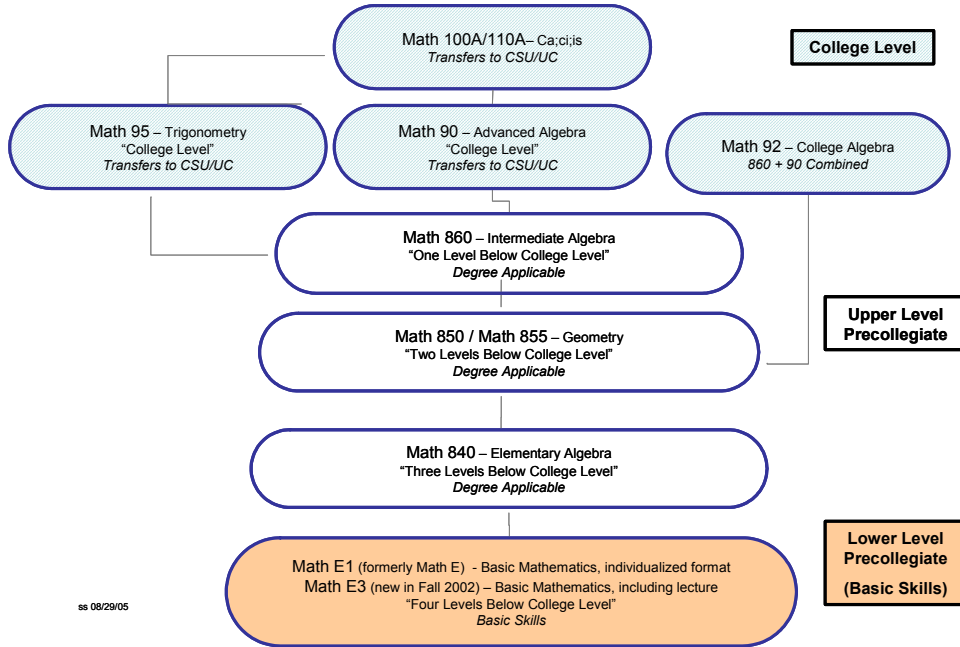 Math 100A/110A– Ca;ci;is
Transfers to CSU/UC
College Level
Math 95 – Trigonometry
“College Level”
Transfers to CSU/UC
Math 90 – Advanced Algebra
“College Level”
Transfers to CSU/UC
Math 92 – College Algebra
860 + 90 Combined
Math 860 – Intermediate Algebra
“One Level Below College Level”
Degree Applicable
Upper Level
Precollegiate
Math 850 / Math 855 – Geometry
“Two Levels Below College Level”
Degree Applicable
Math 840 – Elementary Algebra
“Three Levels Below College Level”
Degree Applicable
Lower Level
Precollegiate
(Basic Skills)
Math E1 (formerly Math E) - Basic Mathematics, individualized format
Math E3 (new in Fall 2002) – Basic Mathematics, including lecture
“Four Levels Below College Level”
Basic Skills
ss 08/29/05